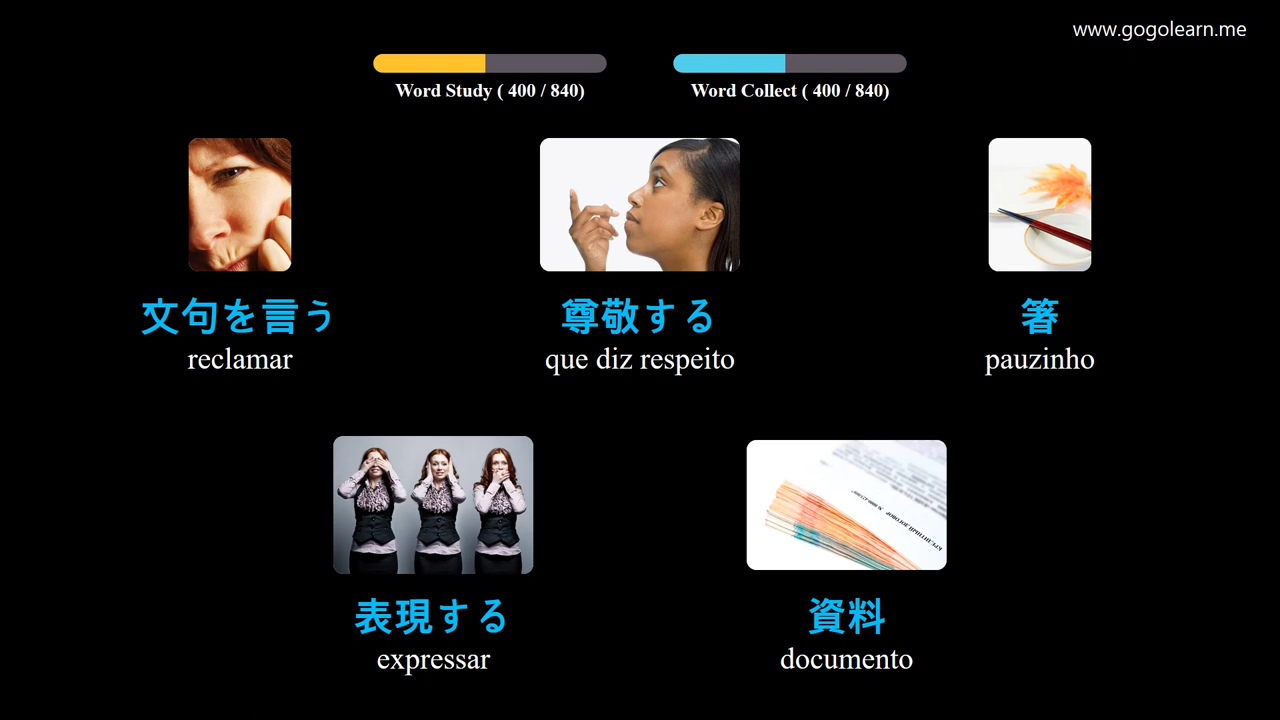 www.gogolearn.me
Word Study ( 400 / 840)
Word Collect ( 400 / 840)
文句を言う
reclamar
尊敬する
que diz respeito
箸
pauzinho
表現する
expressar
資料
documento